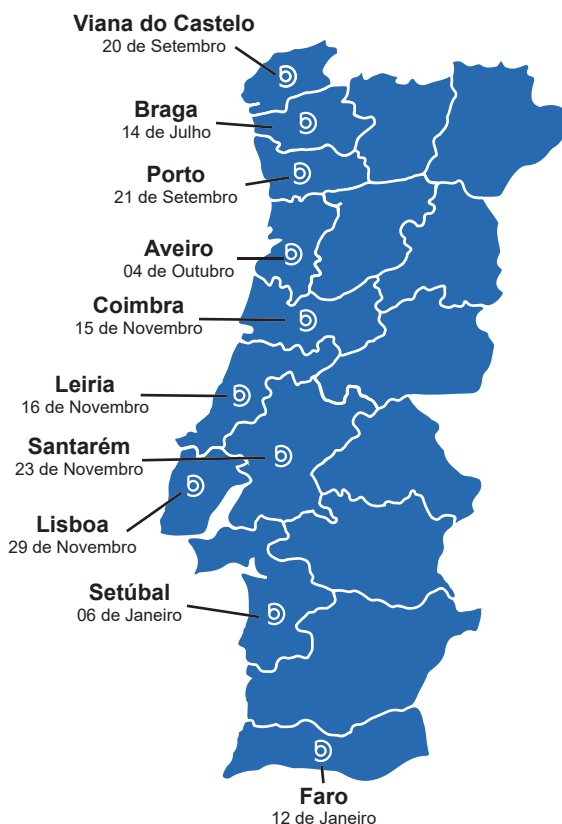 Viana do Castelo
20 de Setembro
Braga
14 de Julho
Porto
21 de Setembro
Aveiro
04 de Outubro
Coimbra
15 de Novembro
Leiria
16 de Novembro
Santarém
23 de Novembro
Lisboa
29 de Novembro
Setúbal
06 de Janeiro
Faro
12 de Janeiro